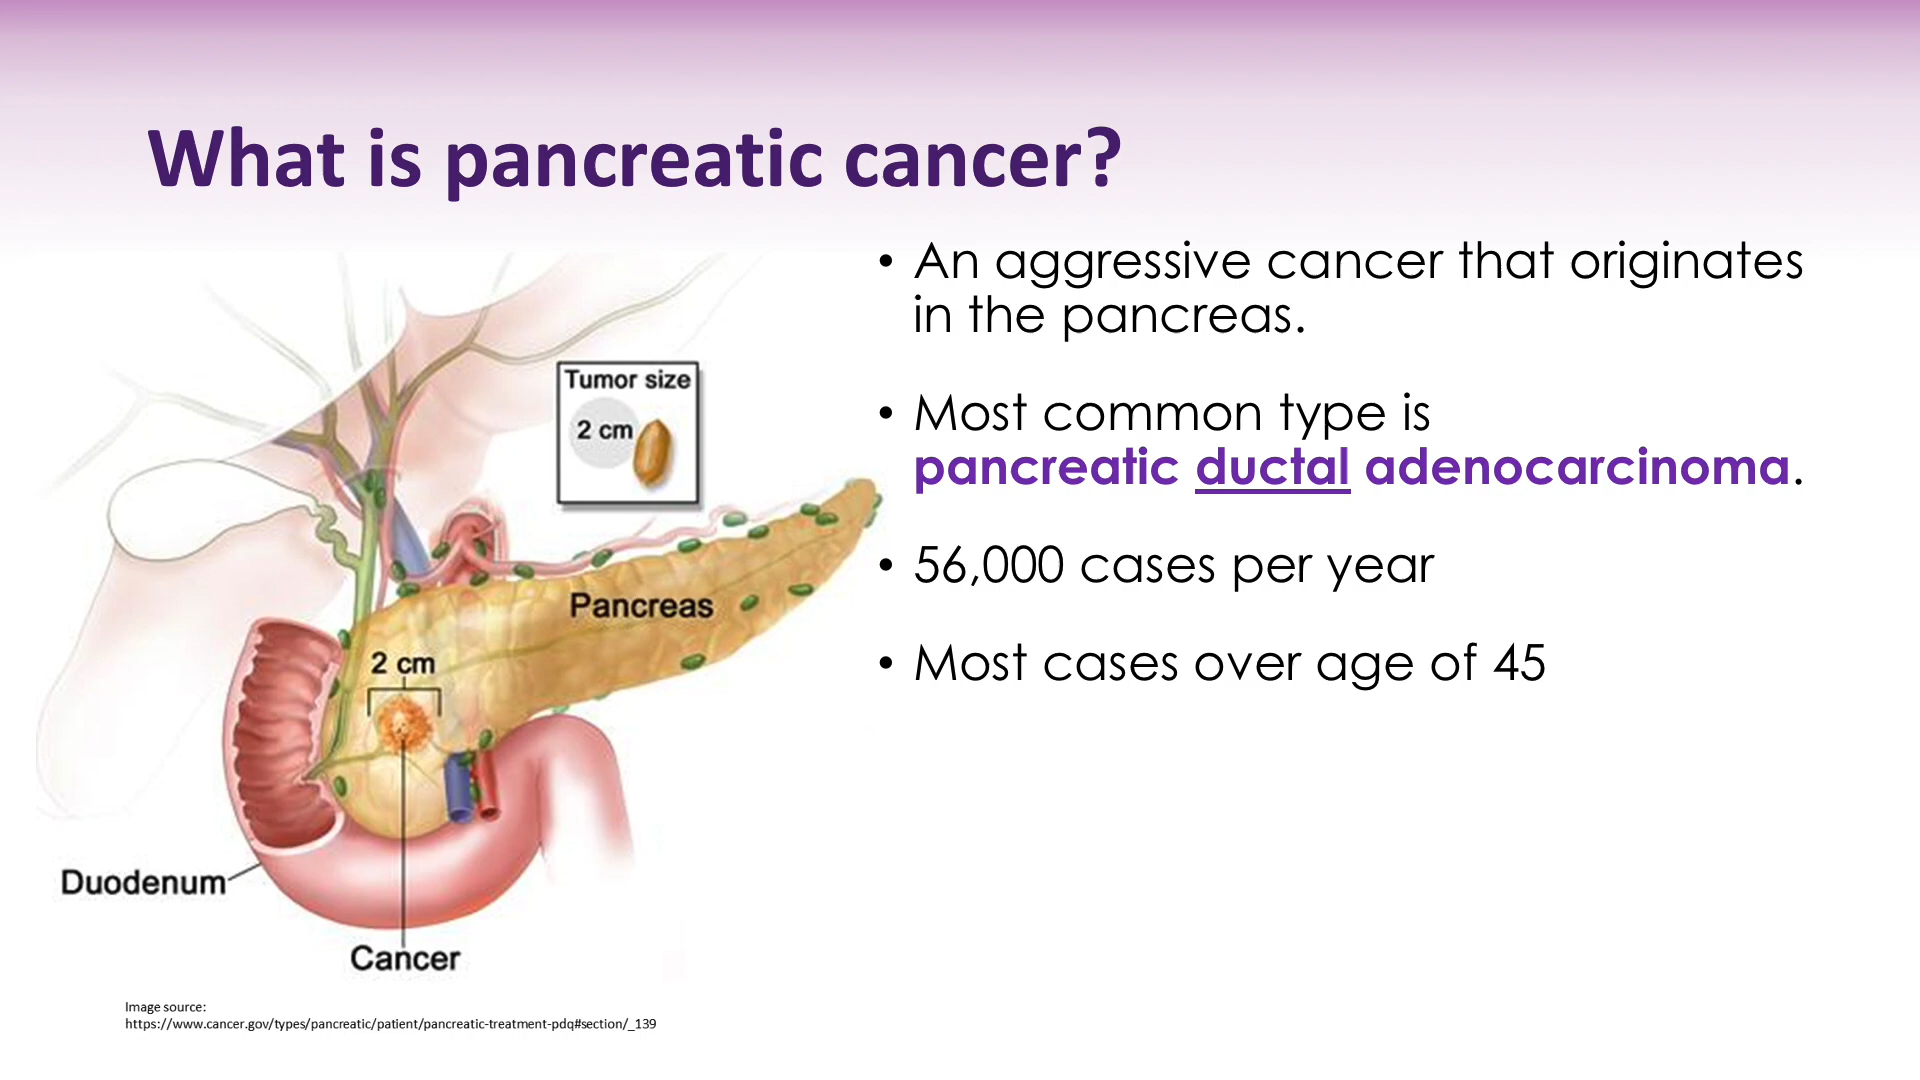 What is pancreatic cancer?
• An aggressive cancer that originates
in the pancreas.
• Most common type is
pancreatic ductal adenocarcinoma.
• 56,000 cases per year
• Most cases over age of 45
Tumor size
2 cm
Pancreas
2 cm
Duodenum
Cancer
Image source:
https://www.cancer.gov/types/pancreatic/patient/pancreatic-treatment-pdq#section/_139